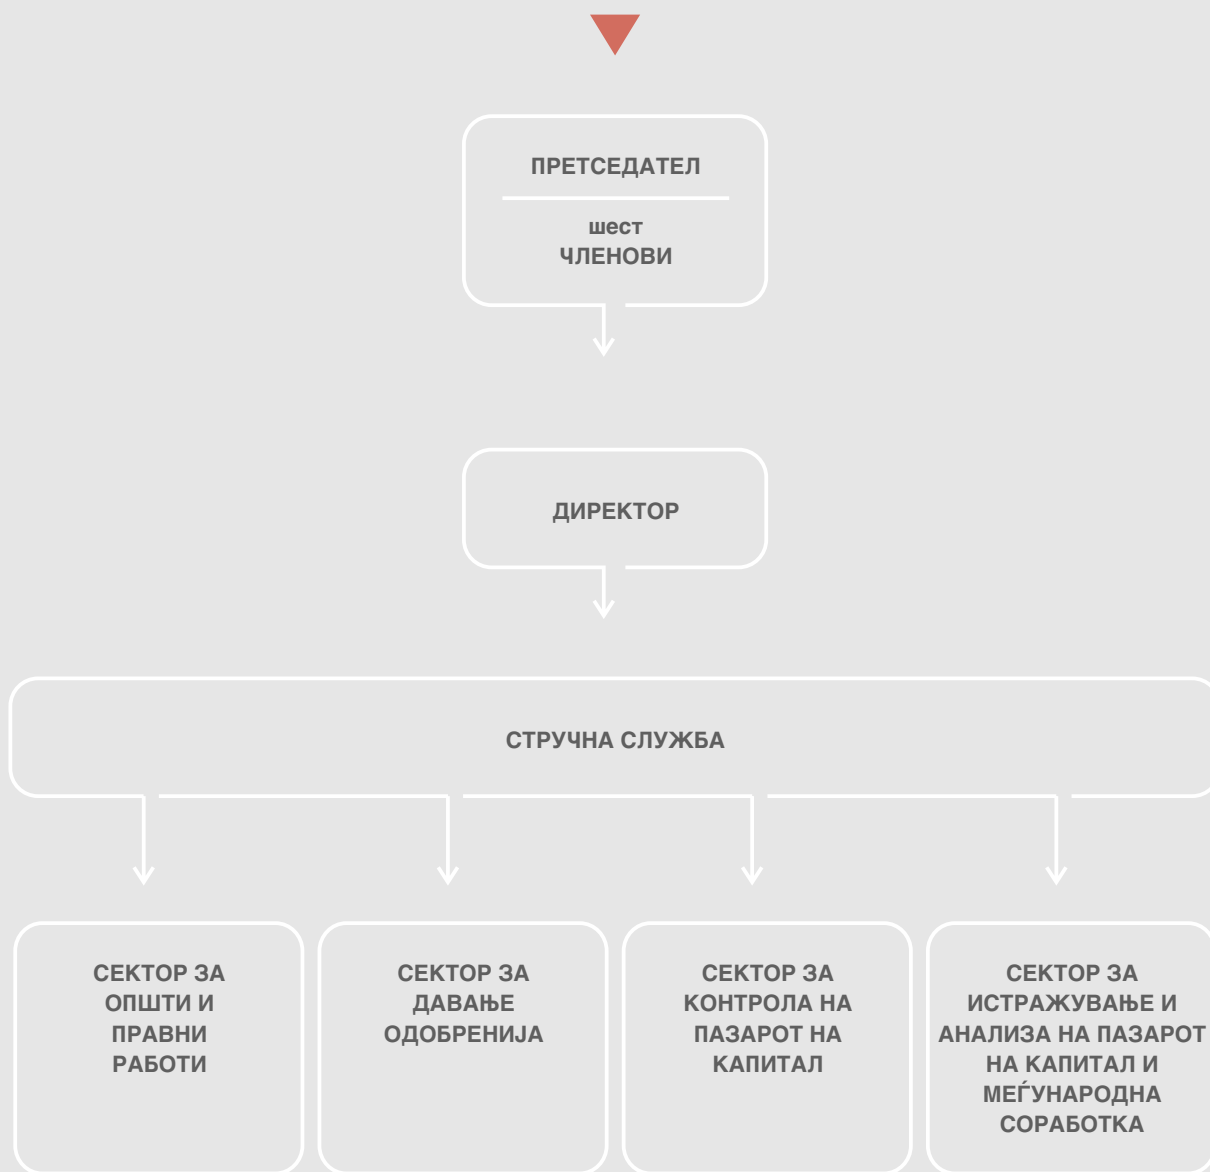 ПРЕТСЕДАТЕЛ
шест
ЧЛЕНОВИ
ДИРЕКТОР
СТРУЧНА СЛУЖБА
СЕКТОР ЗА
ОПШТИ И
ПРАВНИ
РАБОТИ
СЕКТОР ЗА
ДАВАЊЕ
ОДОБРЕНИЈА
СЕКТОР ЗА
КОНТРОЛА НА
ПАЗАРОТ НА
КАПИТАЛ
СЕКТОР ЗА
ИСТРАЖУВАЊЕ И
АНАЛИЗА НА ПАЗАРОТ
НА КАПИТАЛ И
МЕЃУНАРОДНА
СОРАБОТКА